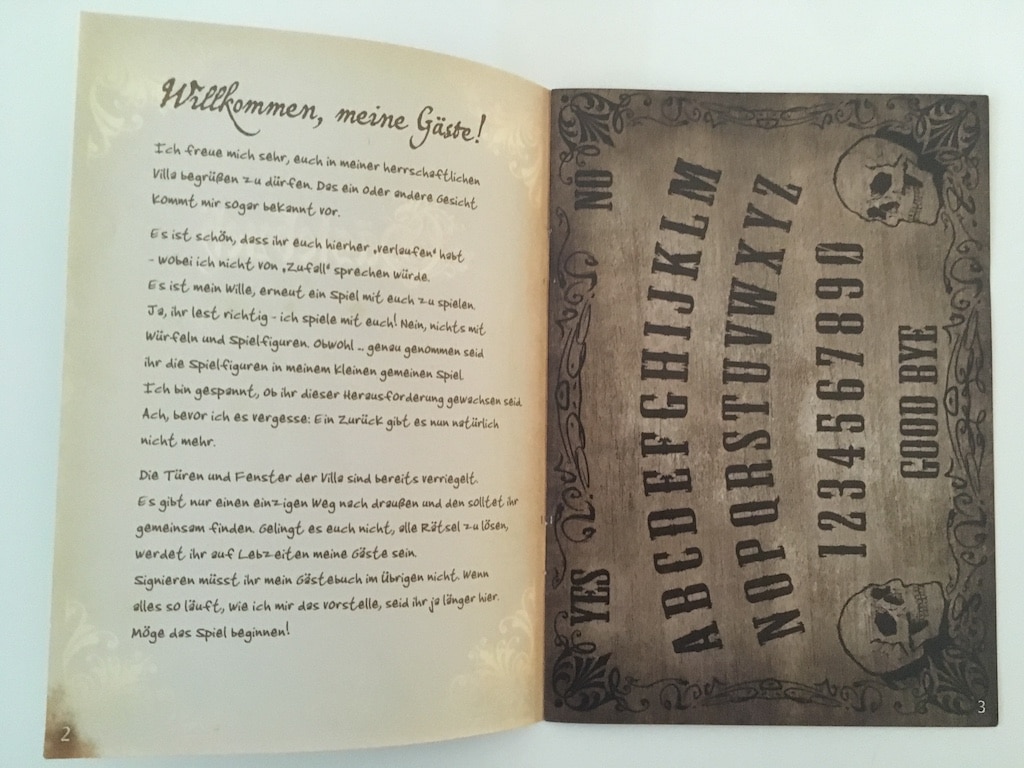 Willkommen, meine Gäste!
Ich freue mich sehr, euch in meiner herrschaftlichen
Villa begrüßen zu dürfen. Das ein oder andere Gesicht
kommt mir sogar bekannt vor.
Es ist schön, dass ihr euch hierher „verlaufen“ habt
- wobei ich nicht von „Zufall“ sprechen würde.
Es ist mein Wille, erneut ein Spiel mit euch zu spielen.
Ja, ihr lest richtig - ich spiele mit euch! Nein, nichts mit
Würfeln und Spielfiguren. Obwohl ... genau genommen seid
ihr die Spielfiguren in meinem kleinen gemeinen Spiel.
Ich bin gespannt, ob ihr dieser Herausforderung gewachsen seid.
Ach, bevor ich es vergesse: Ein Zurück gibt es nun natürlich
nicht mehr.
Die Türen und Fenster der Villa sind bereits verriegelt.
Es gibt nur einen einzigen Weg nach draußen und den solltet ihr
gemeinsam finden. Gelingt es euch nicht, alle Rätsel zu lösen,
werdet ihr auf Lebzeiten meine Gäste sein.
Signieren müsst ihr mein Gästebuch im Übrigen nicht. Wenn
alles so läuft, wie ich mir das vorstelle, seid ihr ja länger hier.
Möge das Spiel beginnen!
2
YES NO
ABCDEFGHIJKLM
NOPQRSTUVWXYZ
1234567890
GOOD BYE
3